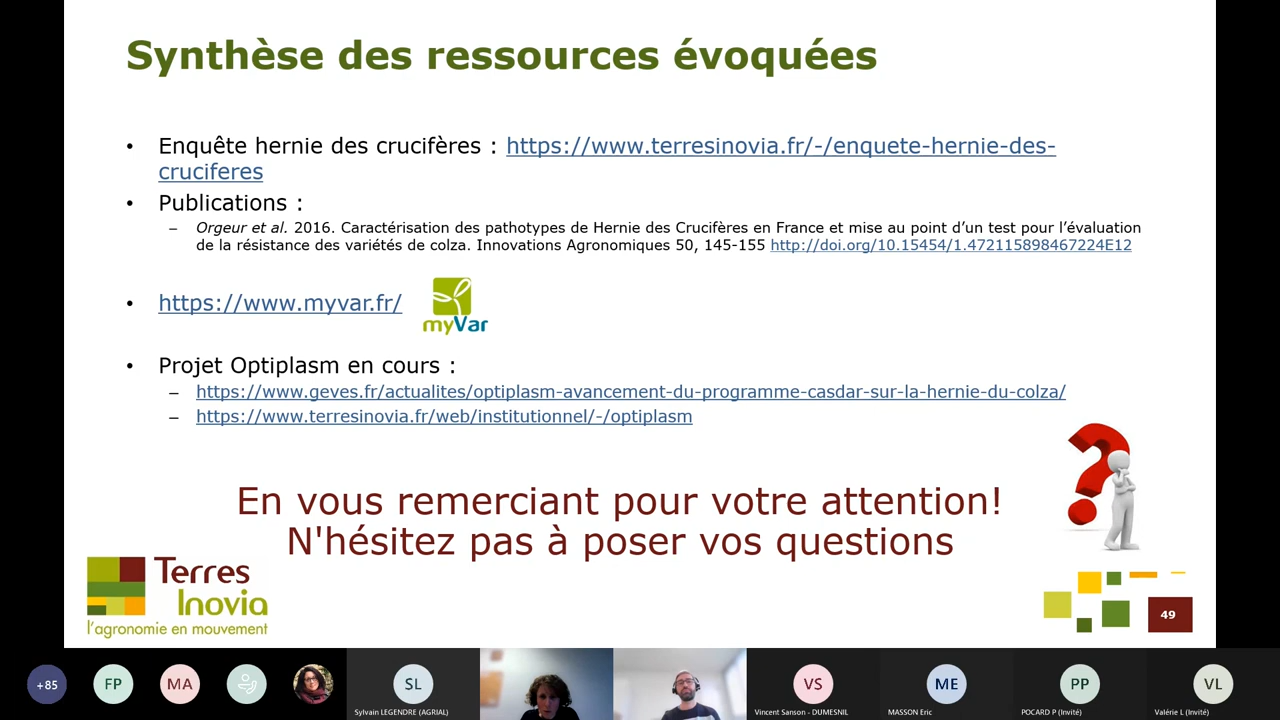 Synthèse des ressources évoquées
• Enquête hernie des crucifères : https://www.terresinovia.fr/-/enquete-hernie-des-
cruciferes
• Publications :
– Orgeur et al. 2016. Caractérisation des pathotypes de Hernie des Crucifères en France et mise au point d’un test pour l’évaluation
de la résistance des variétés de colza. Innovations Agronomiques 50, 145-155 http://doi.org/10.15454/1.472115898467224E12
• https://www.myvar.fr/
myVar
• Projet Optiplasm en cours :
– https://www.geves.fr/actualites/optiplasm-avancement-du-programme-casdar-sur-la-hernie-du-colza/
– https://www.terresinovia.fr/web/institutionnel/-/optiplasm
En vous remerciant pour votre attention!
N'hésitez pas à poser vos questions
Terres
Inovia
l’agronomie en mouvement
49
+85
FP
MA
SL
VS
ME
PP
VL
Sylvain LEGENDRE (AGRIAL)
Vincent Sanson - DUMESNIL
MASSON Eric
POCARD P (Invité)
Valérie L (Invité)